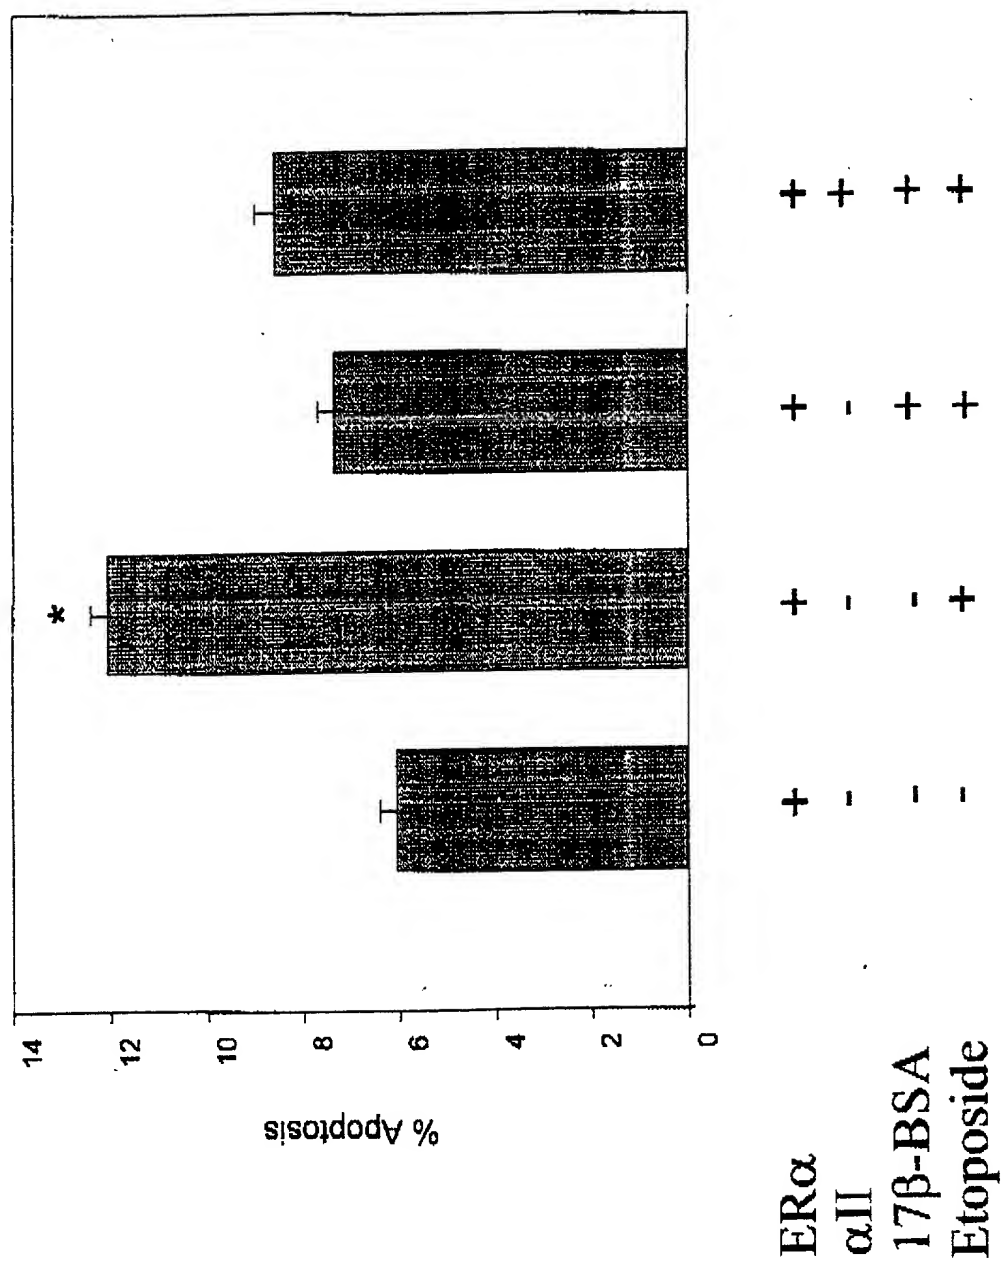 % Apoptosis
14
12
10
8
6
4
2
0
*
ERα + + + +
αII - - - +
17β-BSA - - + +
Etoposide - + + +